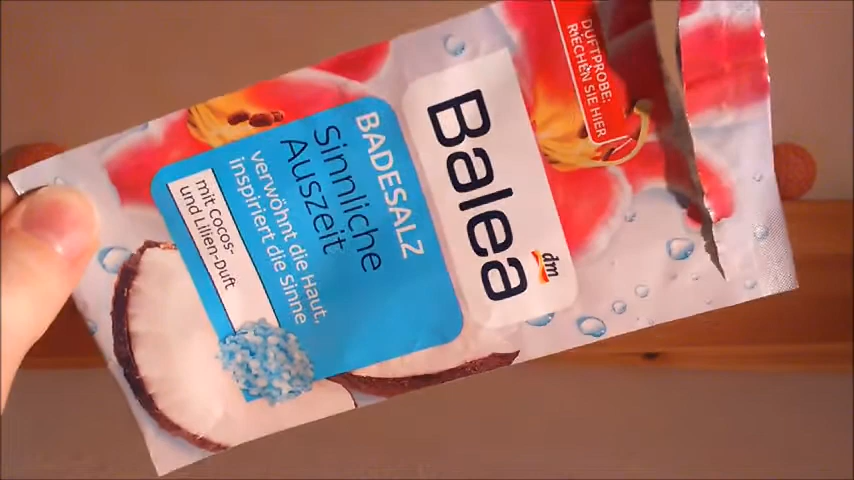 DUFTPROBE:
RIECHEN SIE HIER
Balea
dm
BADESALZ
Sinnliche
Auszeit
verwöhnt die Haut,
inspiriert die Sinne
mit Cocos-
und Lilien-Duft